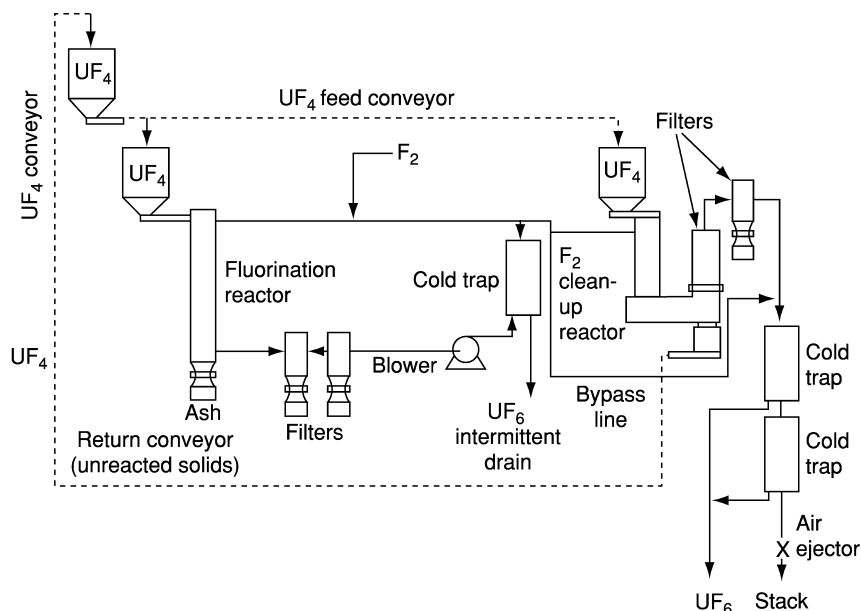 UF4
UF4 feed conveyor
Filters
UF4 conveyor
UF4
F2
UF4
Fluorination
reactor
Cold trap
F2
clean-
up
reactor
UF4
Blower
Cold
trap
Ash
Filters
Return conveyor
(unreacted solids)
UF6
intermittent
drain
Bypass
line
Cold
trap
Air
X ejector
UF6
Stack